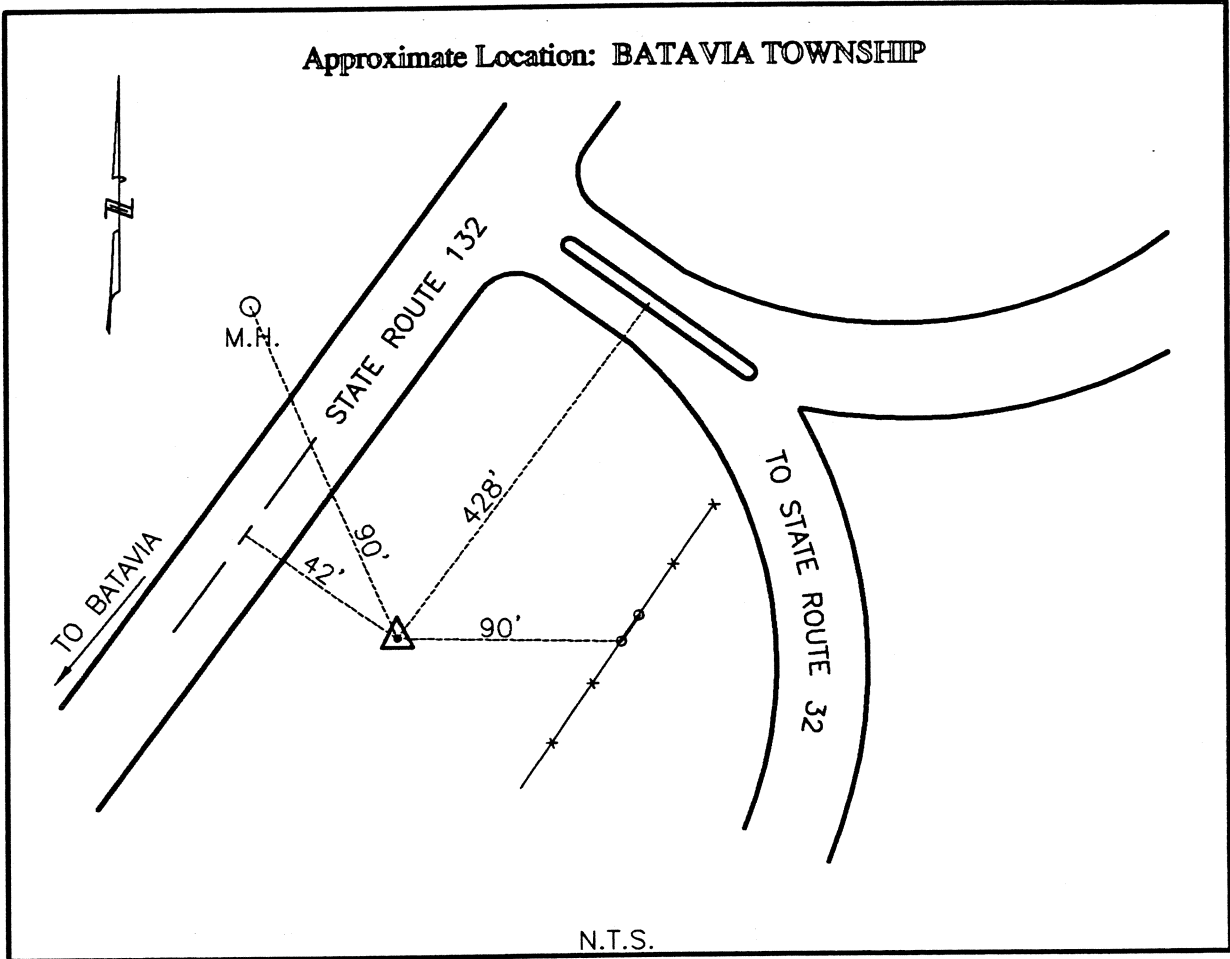 Approximate Location: BATAVIA TOWNSHIP
N
STATE ROUTE 132
M.H.
428'
90'
42'
TO BATAVIA
90'
TO STATE ROUTE 32
N.T.S.